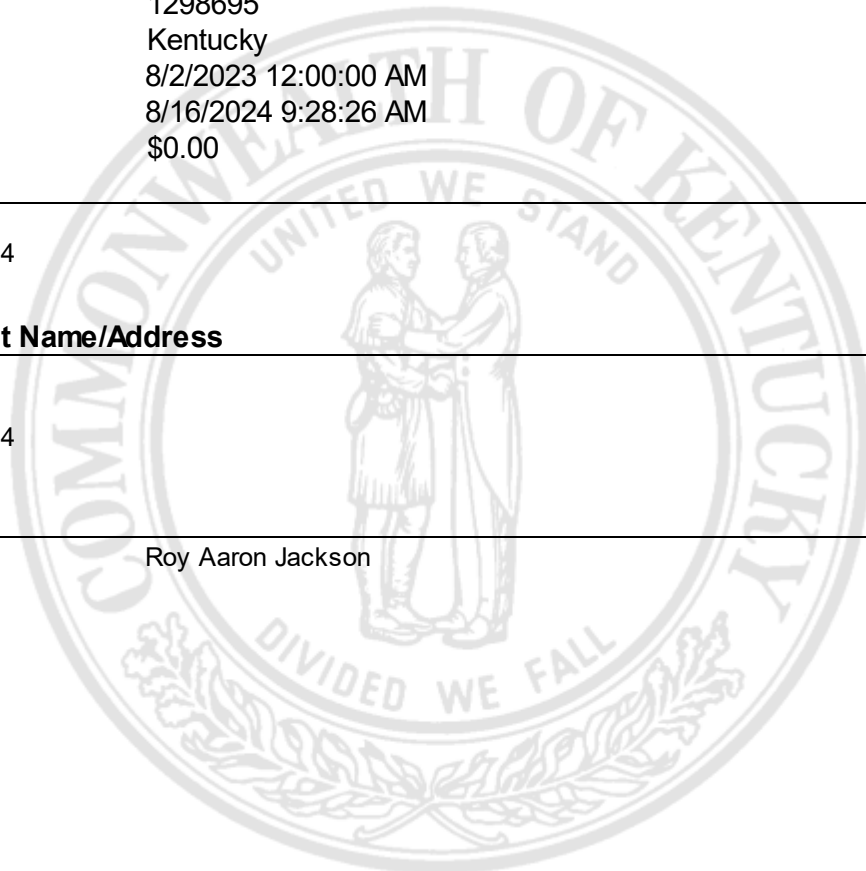 1298695
Kentucky
8/2/2023 12:00:00 AM
8/16/2024 9:28:26 AM
$0.00
4
t Name/Address
4
Roy Aaron Jackson
COMMONWEALTH OF KENTUCKY
UNITED WE STAND
DIVIDED WE FALL